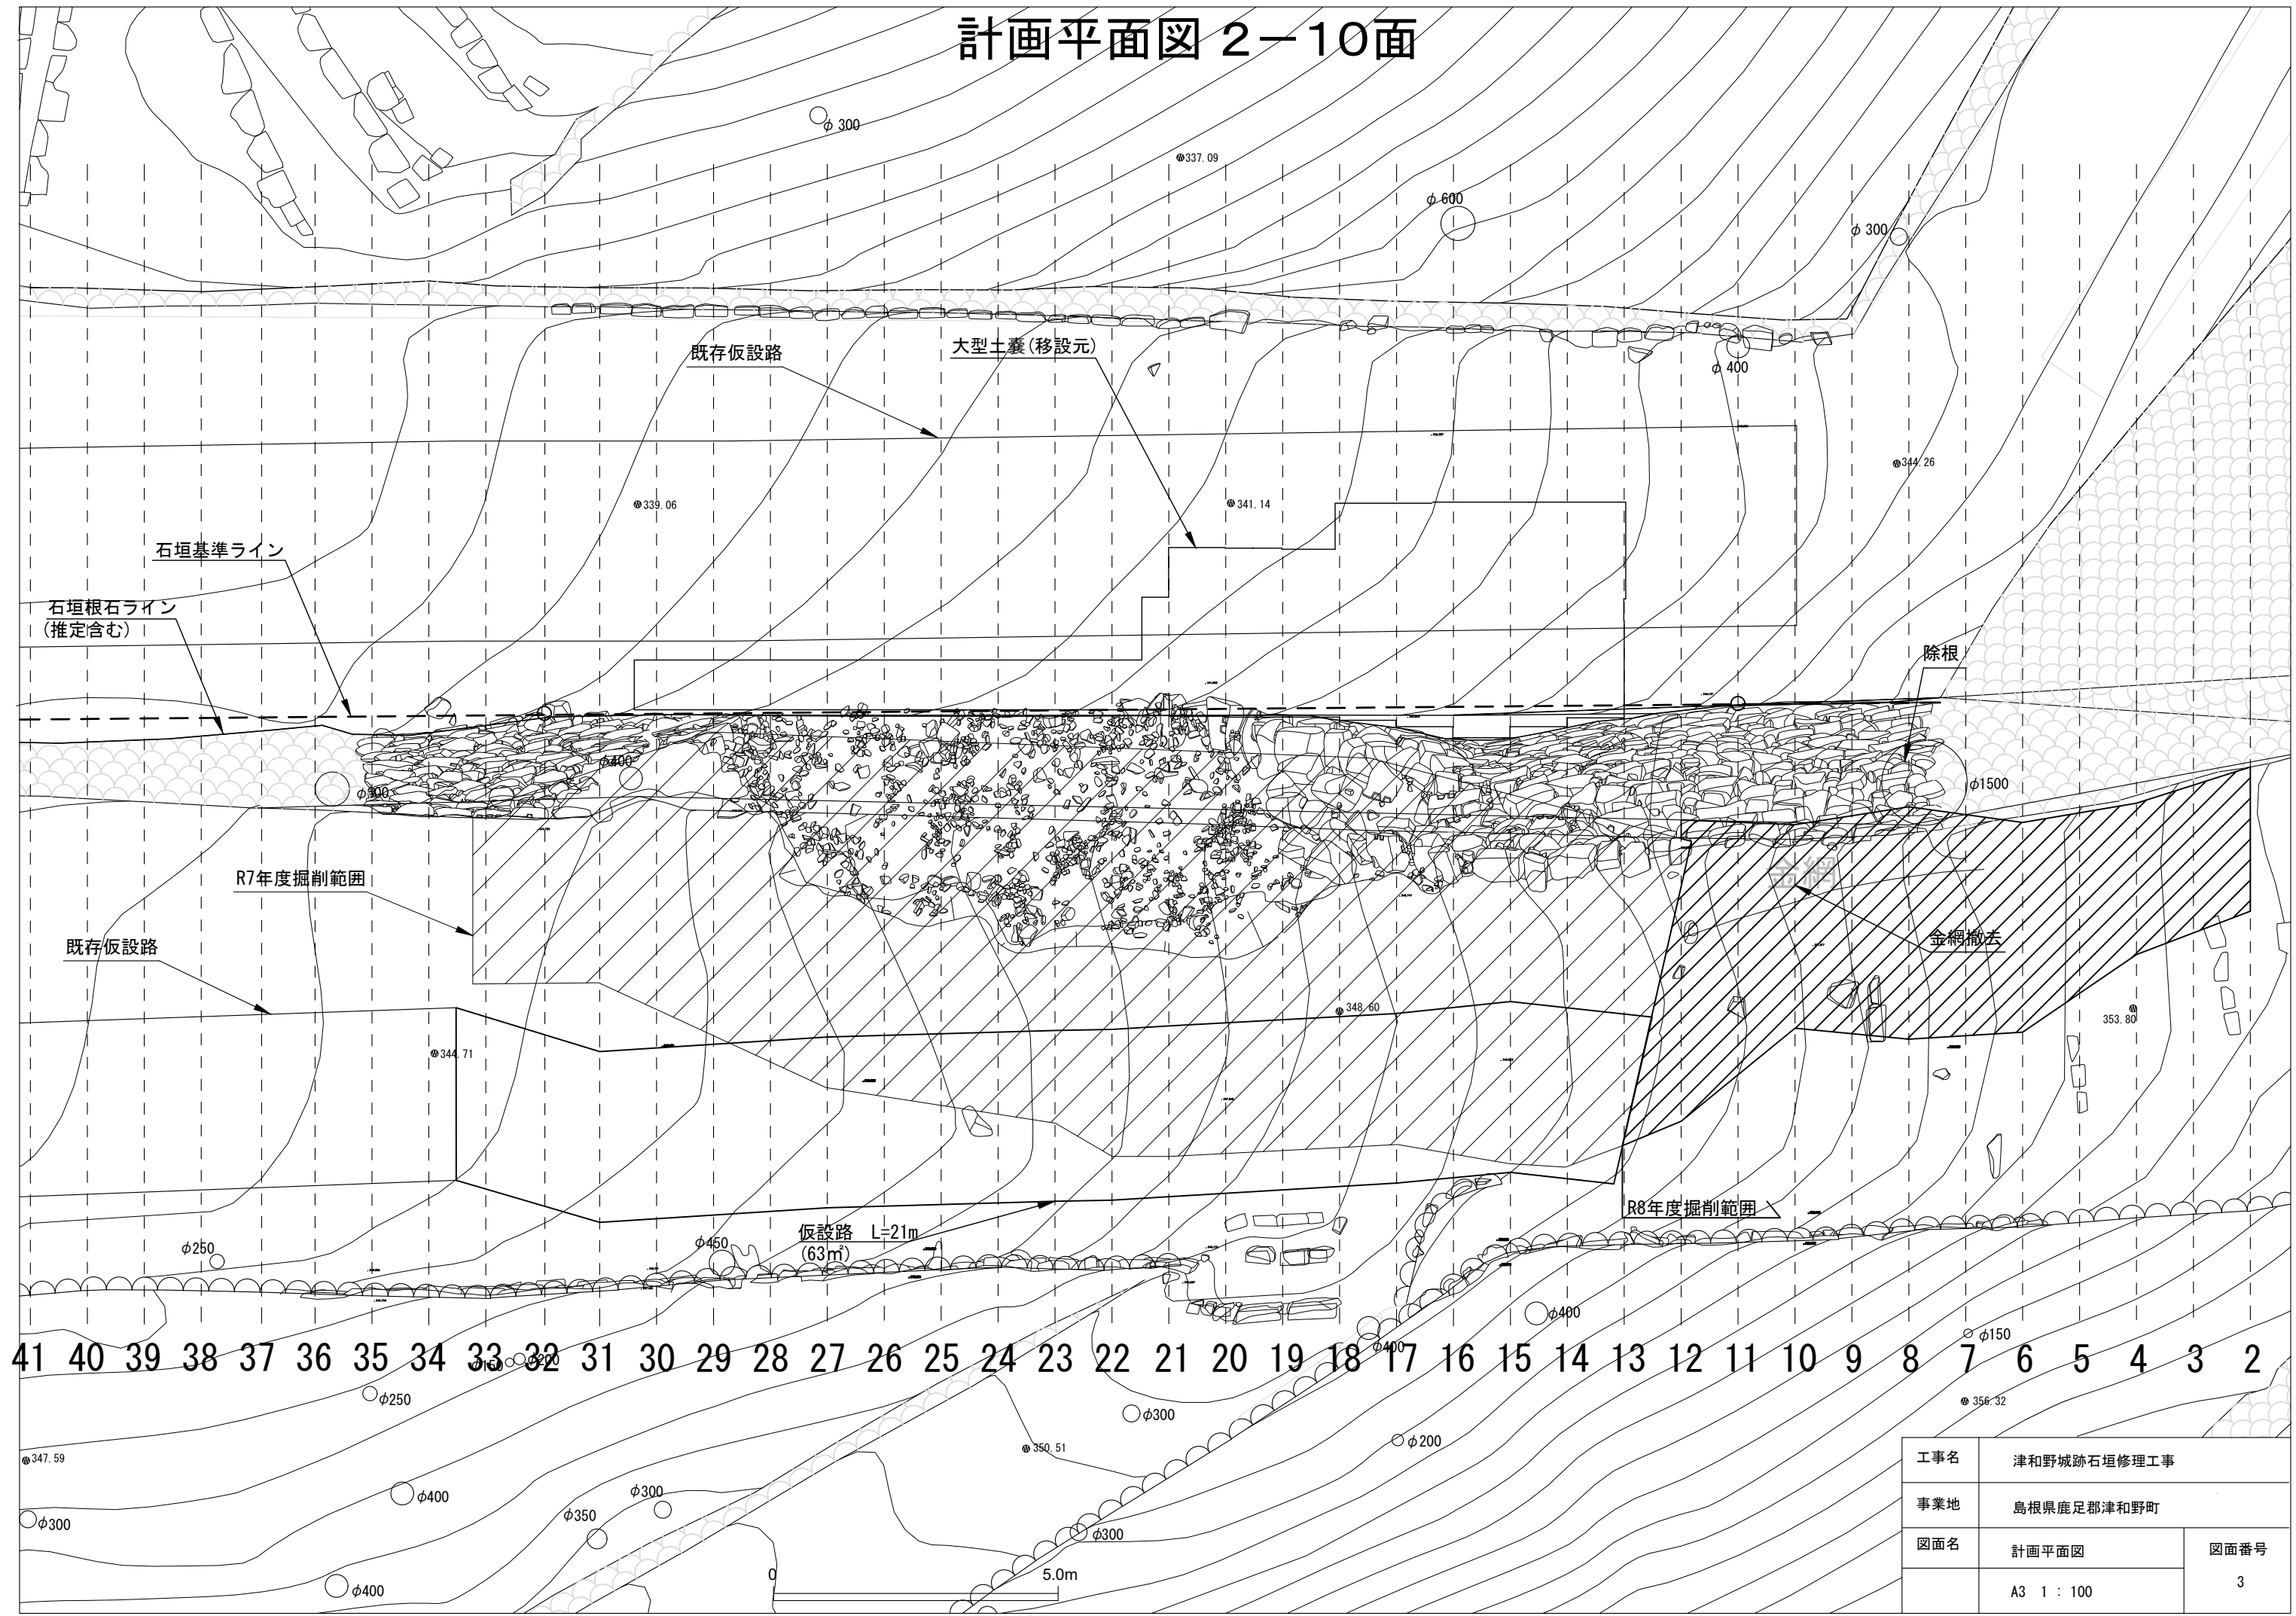 計画平面図 2－10面
φ 300
337.09
φ 600
φ 300
既存仮設路
大型土嚢(移設元)
φ 400
344.26
339.06
341.14
石垣基準ライン
石垣根石ライン
(推定含む)
除根
φ400
φ1500
R7年度掘削範囲
金網
既存仮設路
金網撤去
348.60
353.80
344.71
R8年度掘削範囲
仮設路 L=21m
(63㎡)
φ250
φ450
φ400
φ150
41 40 39 38 37 36 35 34 33 32 31 30 29 28 27 26 25 24 23 22 21 20 19 18 17 16 15 14 13 12 11 10 9 8 7 6 5 4 3 2
φ150
φ200
φ400
φ250
φ300
356.32
φ200
350.51
347.59
φ400
φ300
φ350
φ300
φ300
φ400
0 5.0m
工事名 津和野城跡石垣修理工事
事業地 島根県鹿足郡津和野町
図面名 計画平面図 図面番号
A3 1 : 100 3